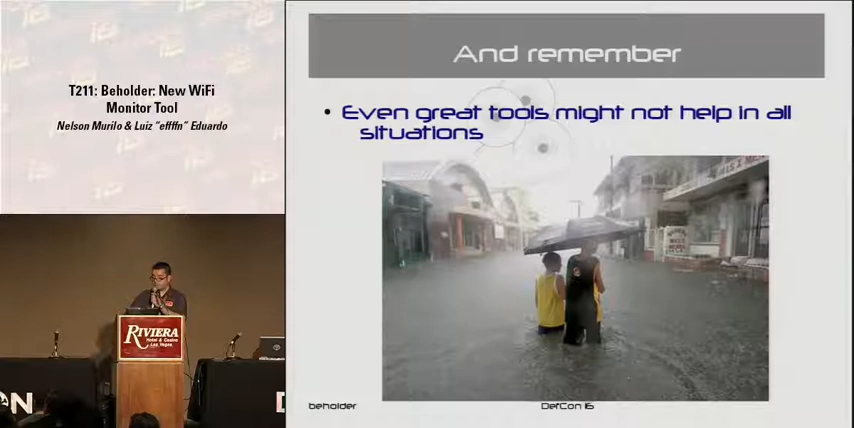 T211: Beholder: New WiFi
Monitor Tool
Nelson Murilo & Luiz "effffn" Eduardo
And remember
• Even great tools might not help in all
situations
RIVIERA
Hotel & Casino
Las Vegas
beholder
DefCon 16